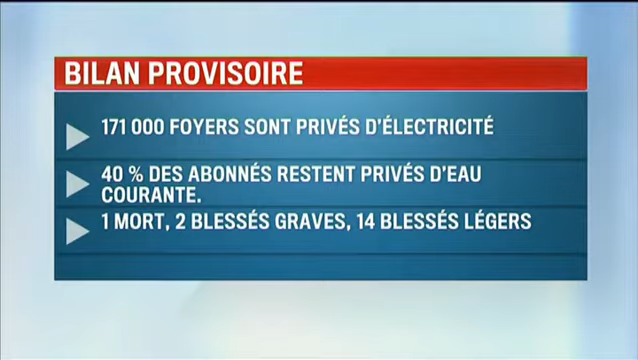 BILAN PROVISOIRE
171 000 FOYERS SONT PRIVÉS D'ÉLECTRICITÉ
40 % DES ABONNÉS RESTENT PRIVÉS D'EAU
COURANTE.
1 MORT, 2 BLESSÉS GRAVES, 14 BLESSÉS LÉGERS